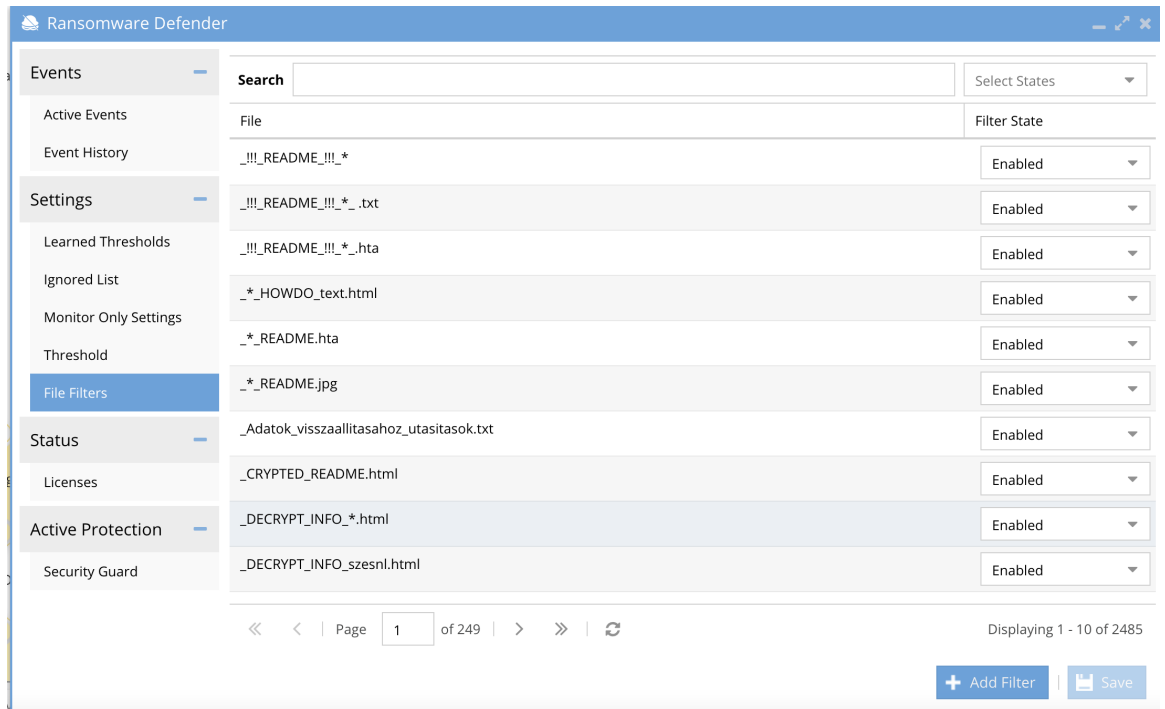 Ransomware Defender
Events
Active Events
Event History
Settings
Learned Thresholds
Ignored List
Monitor Only Settings
Threshold
File Filters
Status
Licenses
Active Protection
Security Guard
Search
Select States
File Filter State
_!!!_README_!!!_* Enabled
_!!!_README_!!!_*_ .txt Enabled
_!!!_README_!!!_*_.hta Enabled
_*_HOWDO_text.html Enabled
_*_README.hta Enabled
_*_README.jpg Enabled
_Adatok_visszaallitasahoz_utasitasok.txt Enabled
_CRYPTED_README.html Enabled
_DECRYPT_INFO_*.html Enabled
_DECRYPT_INFO_szesnl.html Enabled
Page 1 of 249 Displaying 1 - 10 of 2485
Add Filter Save